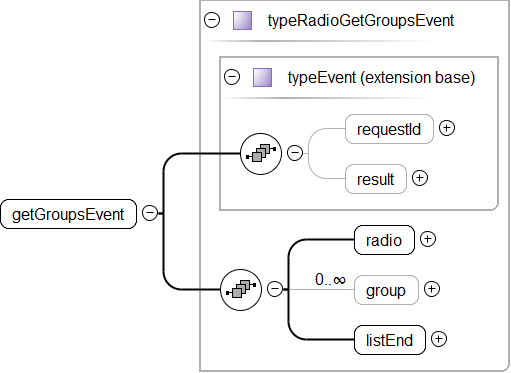 typeRadioGetGroupsEvent
typeEvent (extension base)
requestId
result
getGroupsEvent
radio
0..∞
group
listEnd